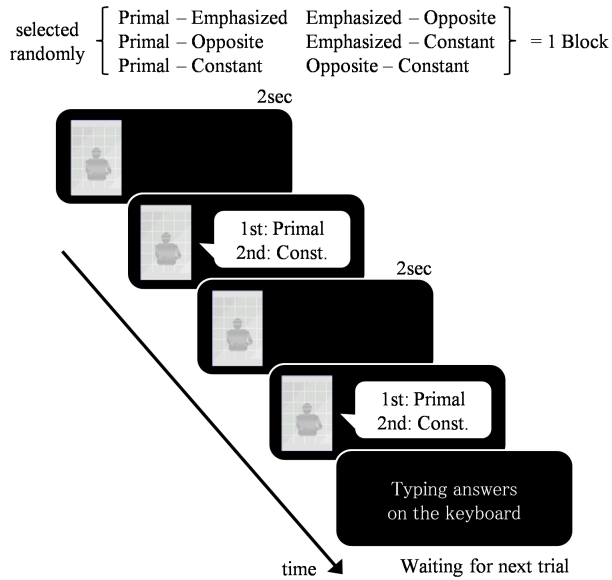 selected
randomly
Primal – Emphasized Emphasized – Opposite
Primal – Opposite Emphasized – Constant
Primal – Constant Opposite – Constant
= 1 Block
2sec
1st: Primal
2nd: Const.
2sec
1st: Primal
2nd: Const.
Typing answers
on the keyboard
time
Waiting for next trial